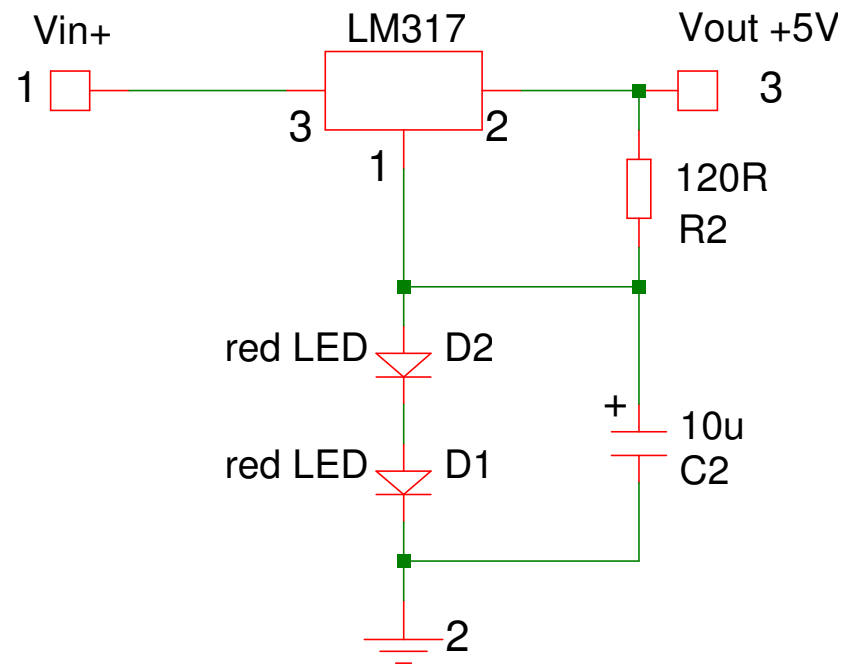 Vin+
LM317
Vout +5V
1
3
3
2
1
120R
R2
red LED
D2
+
10u
C2
red LED
D1
2